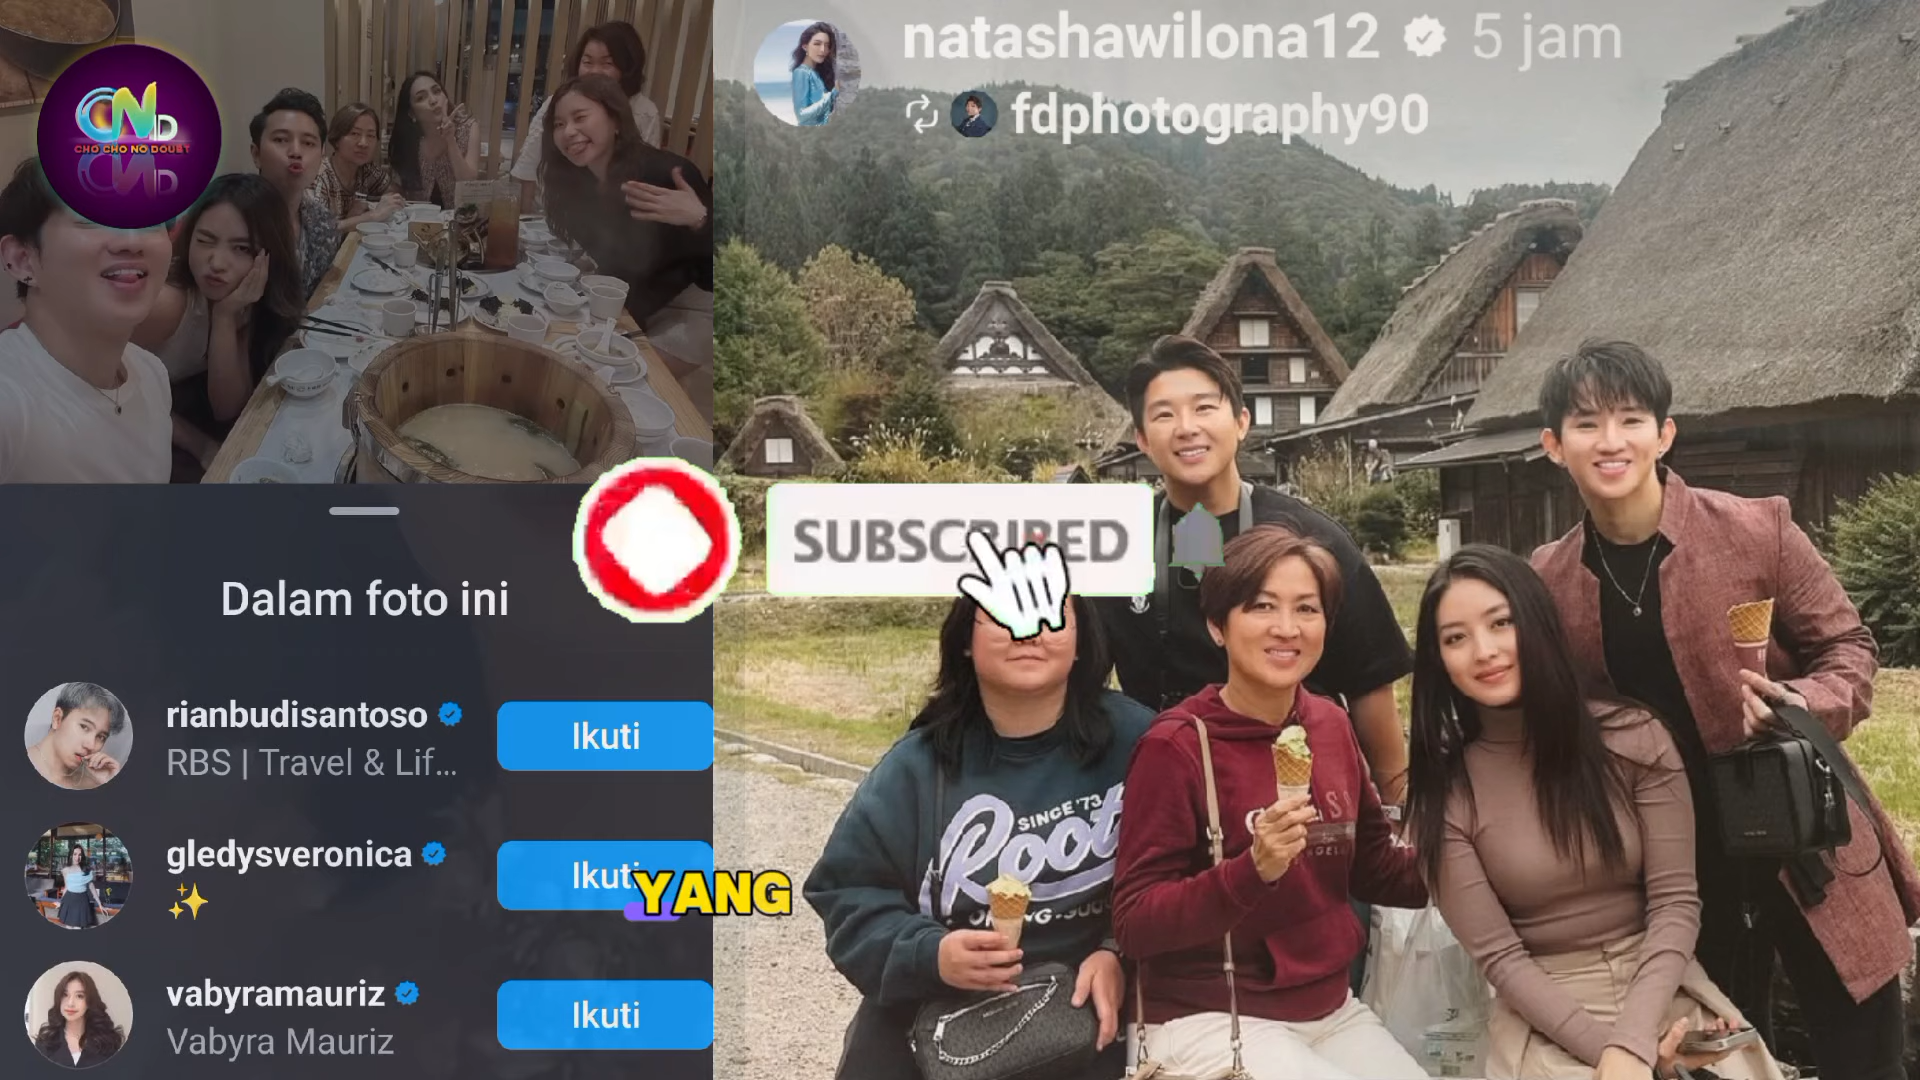 CND
CHO CHO NO DOUBT
natashawilona12 5 jam
fdphotography90
SUBSCRIBED
Dalam foto ini
rianbudisantoso
RBS | Travel & Lif...
Ikuti
gledysveronica
Ikuti
YANG
vabyramauriz
Vabyra Mauriz
Ikuti
SINCE '73
Root